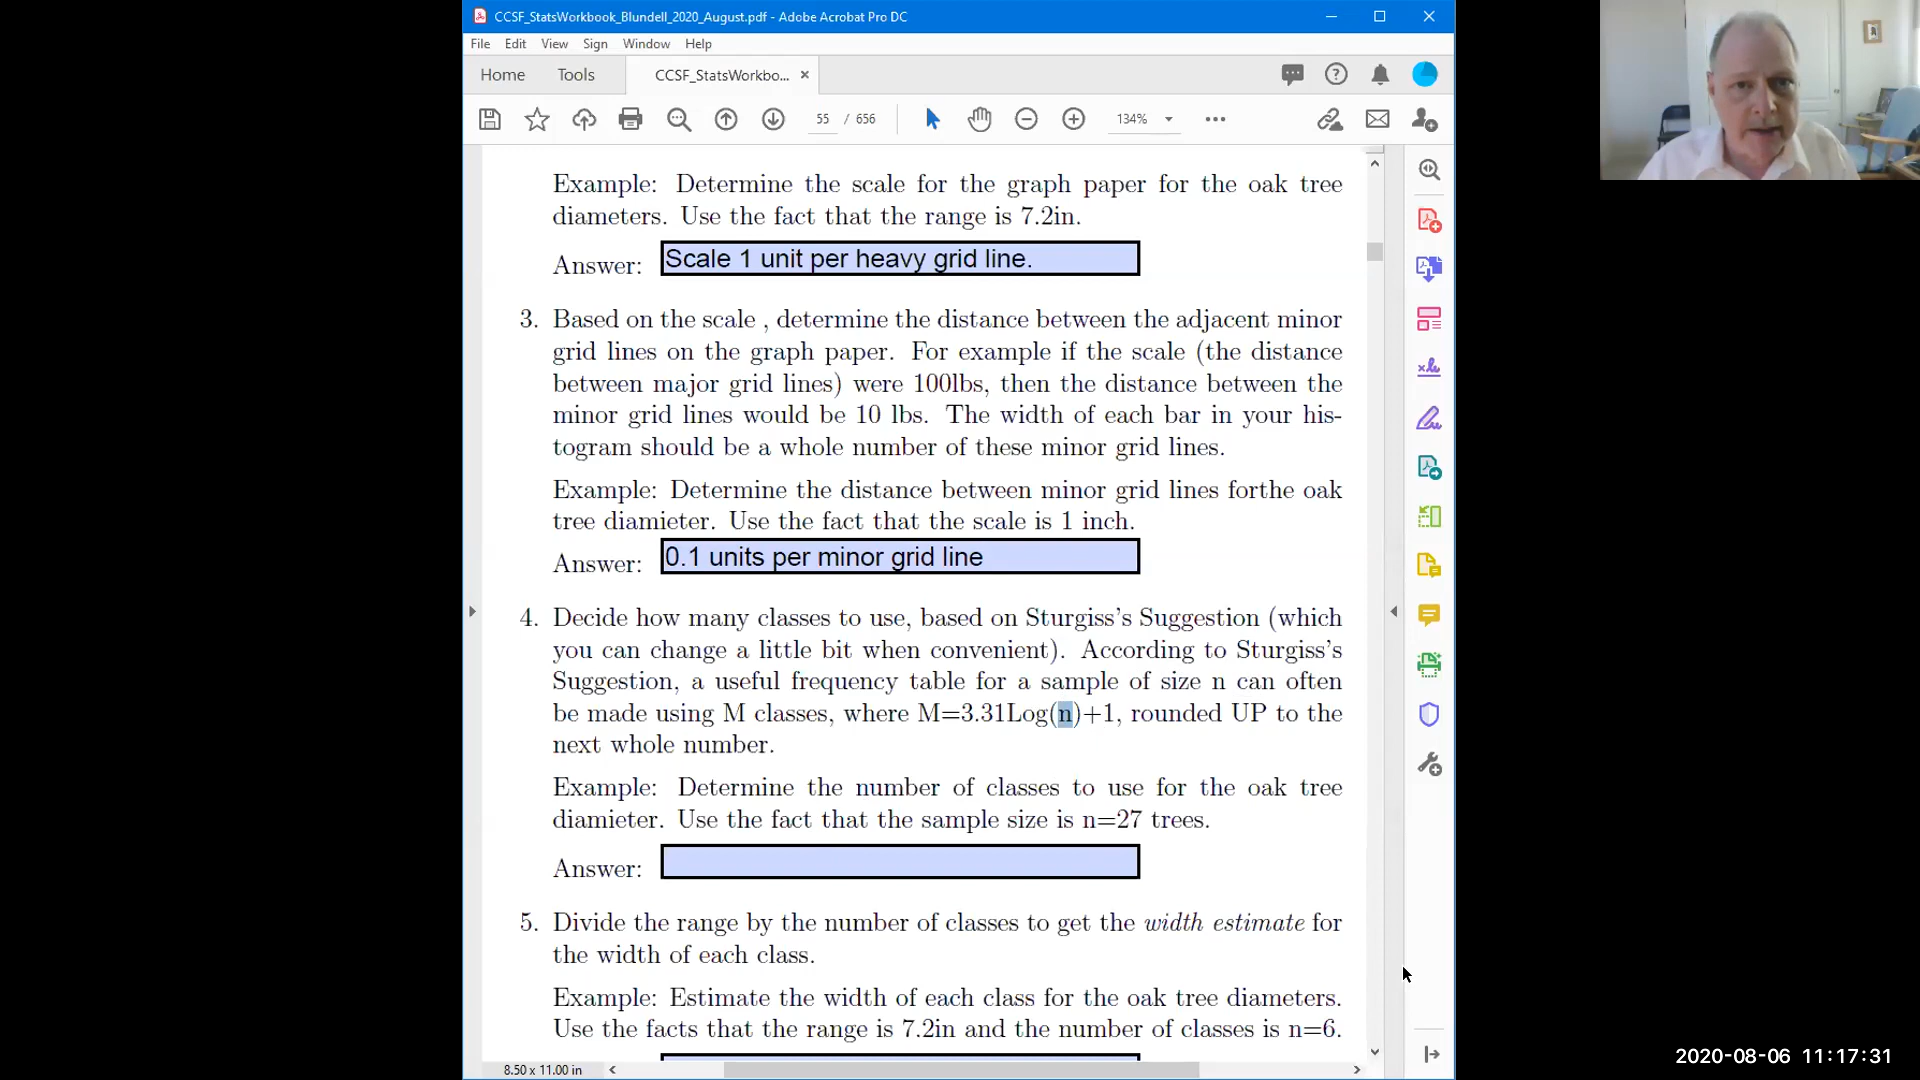 CCSF_StatsWorkbook_Blundell_2020_August.pdf - Adobe Acrobat Pro DC
File Edit View Sign Window Help
Home Tools CCSF_StatsWorkbo... ×
55 / 656 134%
Example: Determine the scale for the graph paper for the oak tree
diameters. Use the fact that the range is 7.2in.
Answer: Scale 1 unit per heavy grid line.
3. Based on the scale , determine the distance between the adjacent minor
grid lines on the graph paper. For example if the scale (the distance
between major grid lines) were 100lbs, then the distance between the
minor grid lines would be 10 lbs. The width of each bar in your his-
togram should be a whole number of these minor grid lines.
Example: Determine the distance between minor grid lines forthe oak
tree diamieter. Use the fact that the scale is 1 inch.
Answer: 0.1 units per minor grid line
4. Decide how many classes to use, based on Sturgiss's Suggestion (which
you can change a little bit when convenient). According to Sturgiss's
Suggestion, a useful frequency table for a sample of size n can often
be made using M classes, where M=3.31Log(n)+1, rounded UP to the
next whole number.
Example: Determine the number of classes to use for the oak tree
diamieter. Use the fact that the sample size is n=27 trees.
Answer:
5. Divide the range by the number of classes to get the width estimate for
the width of each class.
Example: Estimate the width of each class for the oak tree diameters.
Use the facts that the range is 7.2in and the number of classes is n=6.
8.50 x 11.00 in
2020-08-06 11:17:31